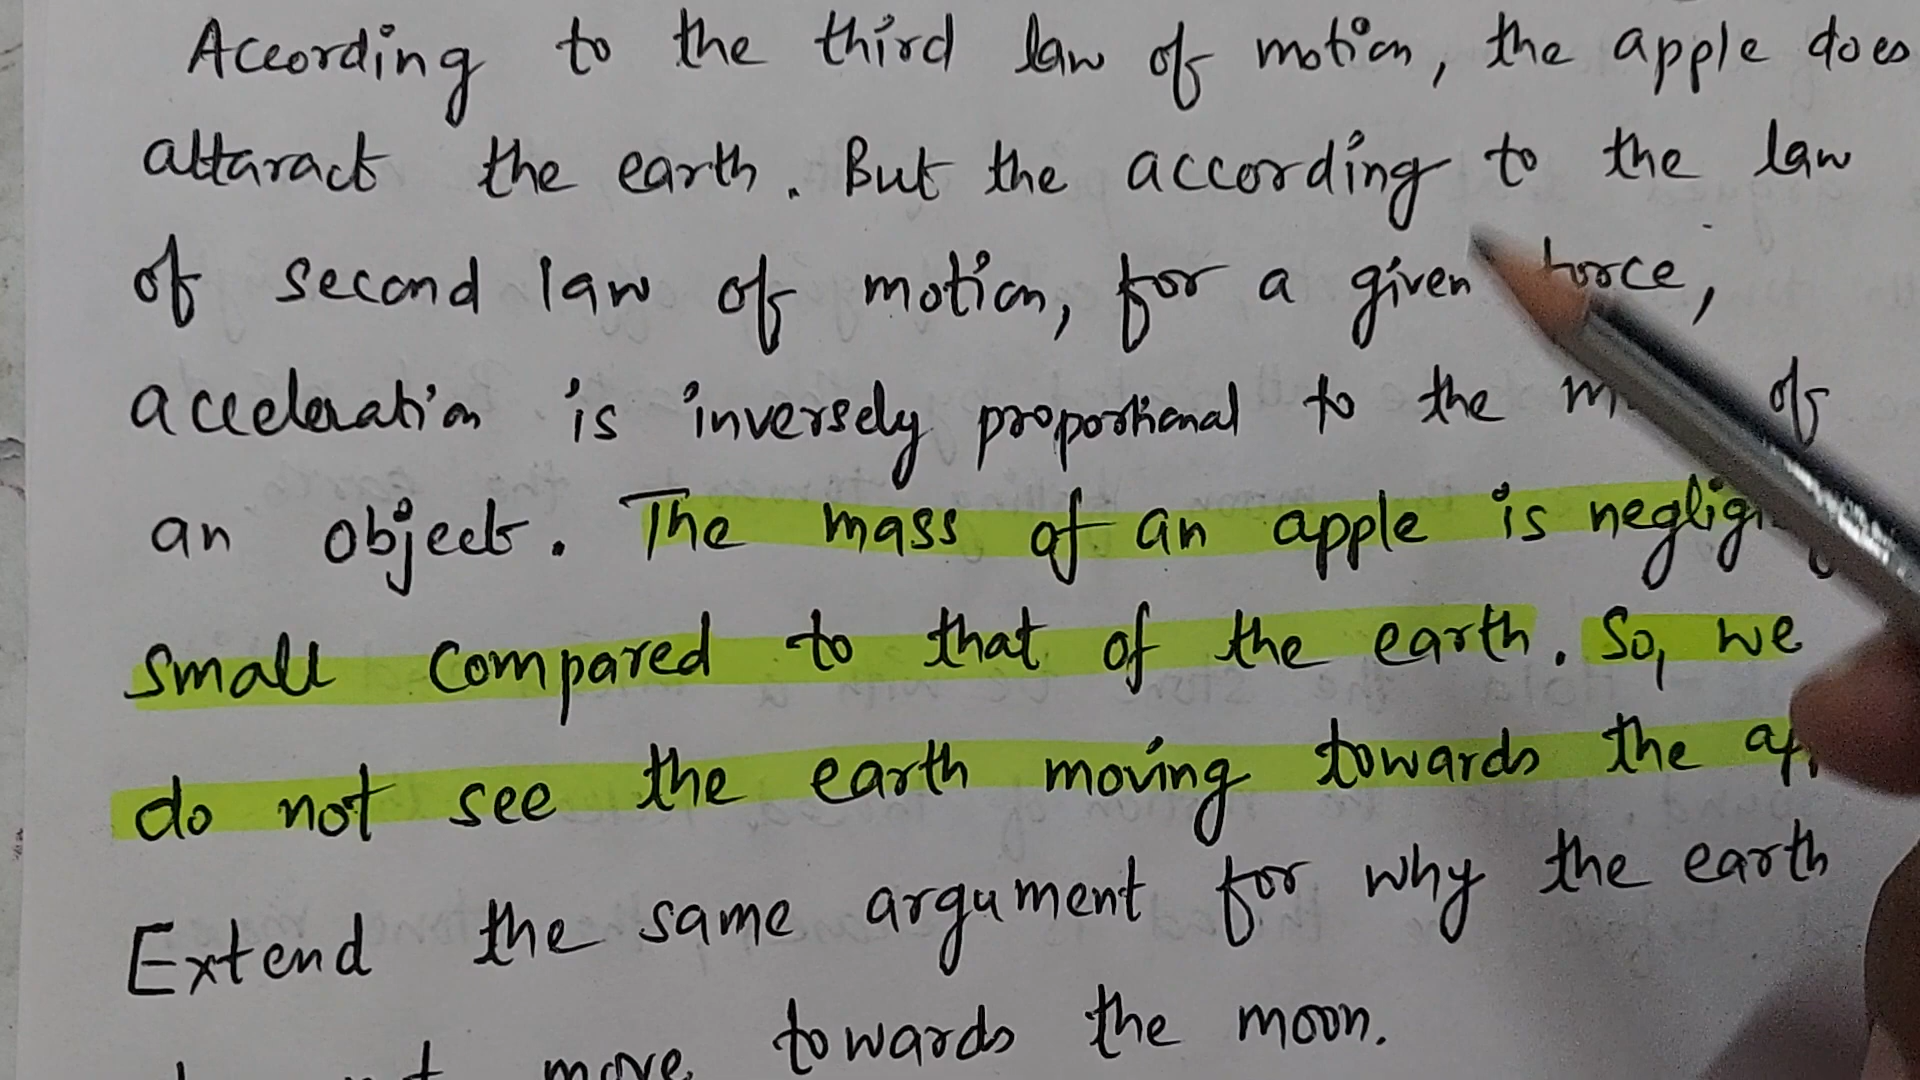 According to the third law of motion, the apple does
attaract the earth. But the according to the law
of second law of motion, for a given force,
acceleration is inversely proportional to the of
an object. The mass of an apple is
small compared to that of the earth. So, we
do not see the earth moving towards the
Extend the same argument for why the earth
move towards the moon.